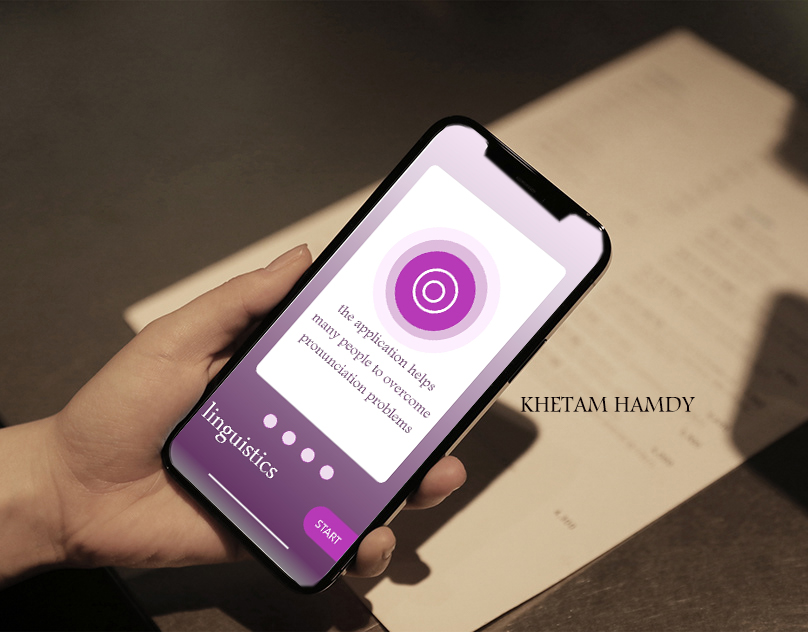 the application helps
many people to overcome
pronunciation problems
linguistics
START
KHETAM HAMDY